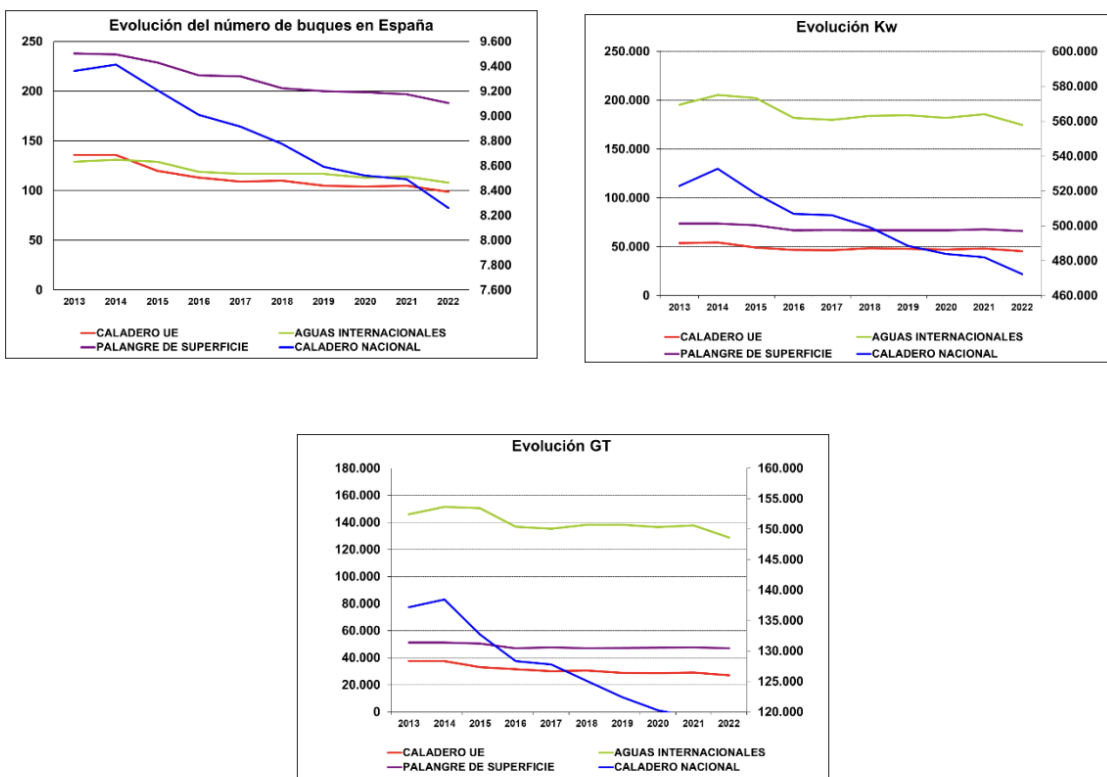 Evolución del número de buques en España
250
200
150
100
50
0
9.600
9.400
9.200
9.000
8.800
8.600
8.400
8.200
8.000
7.800
7.600
2013 2014 2015 2016 2017 2018 2019 2020 2021 2022
CALADERO UE
AGUAS INTERNACIONALES
PALANGRE DE SUPERFICIE
CALADERO NACIONAL
Evolución Kw
250.000
200.000
150.000
100.000
50.000
0
600.000
580.000
560.000
540.000
520.000
500.000
480.000
460.000
2013 2014 2015 2016 2017 2018 2019 2020 2021 2022
CALADERO UE
AGUAS INTERNACIONALES
PALANGRE DE SUPERFICIE
CALADERO NACIONAL
Evolución GT
180.000
160.000
140.000
120.000
100.000
80.000
60.000
40.000
20.000
0
160.000
155.000
150.000
145.000
140.000
135.000
130.000
125.000
120.000
2013 2014 2015 2016 2017 2018 2019 2020 2021 2022
CALADERO UE
AGUAS INTERNACIONALES
PALANGRE DE SUPERFICIE
CALADERO NACIONAL